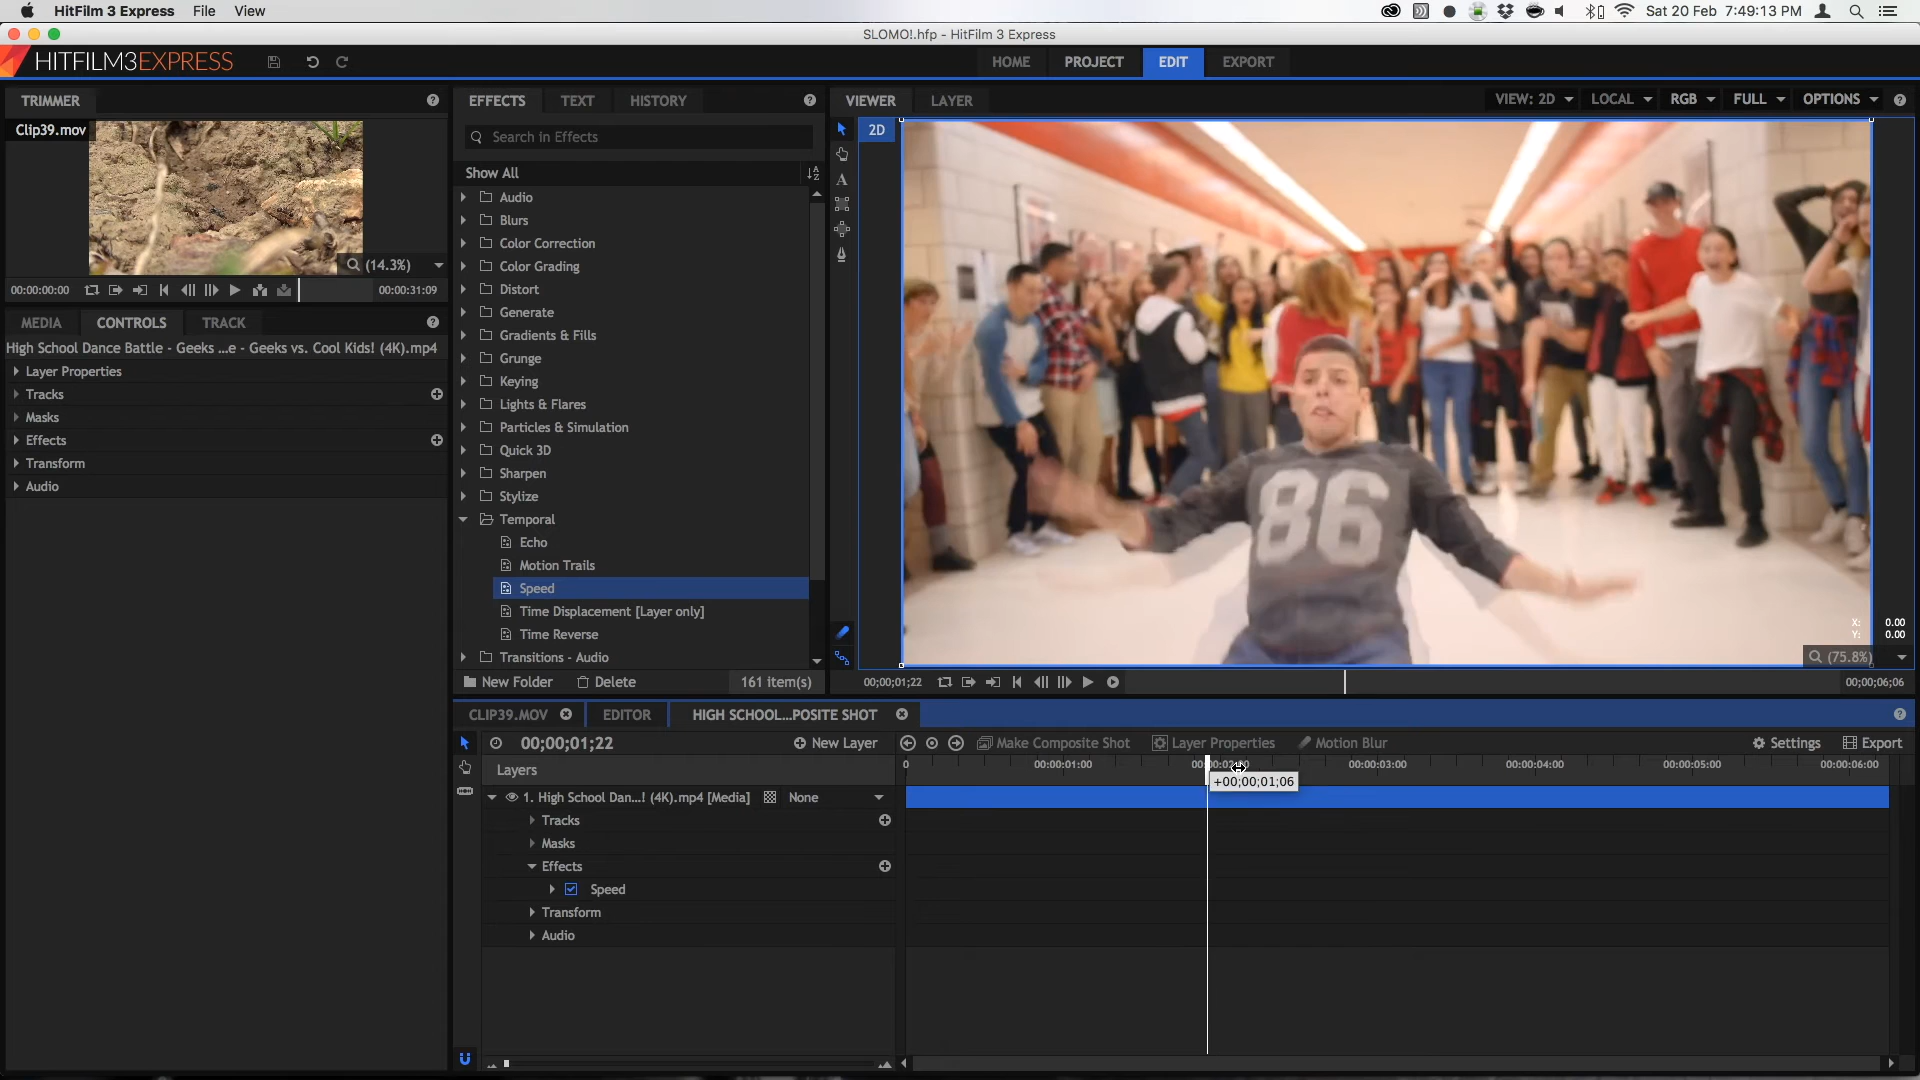 HitFilm 3 Express File View
Sat 20 Feb 7:49:13 PM
SLOMO!.hfp - HitFilm 3 Express
HITFILM3EXPRESS
HOME PROJECT EDIT EXPORT
TRIMMER
Clip39.mov
(14.3%)
00:00:00:00
00:00:31:09
MEDIA CONTROLS TRACK
High School Dance Battle - Geeks ...e - Geeks vs. Cool Kids! (4K).mp4
Layer Properties
Tracks
Masks
Effects
Transform
Audio
EFFECTS TEXT HISTORY
Search in Effects
Show All
Audio
Blurs
Color Correction
Color Grading
Distort
Generate
Gradients & Fills
Grunge
Keying
Lights & Flares
Particles & Simulation
Quick 3D
Sharpen
Stylize
Temporal
Echo
Motion Trails
Speed
Time Displacement [Layer only]
Time Reverse
Transitions - Audio
New Folder Delete 161 item(s)
VIEWER LAYER
VIEW: 2D LOCAL RGB FULL OPTIONS
2D
86
X: 0.00
Y: 0.00
(75.8%)
00;00;01;22
00;00;06;06
CLIP39.MOV EDITOR HIGH SCHOOL...POSITE SHOT
00;00;01;22 New Layer Make Composite Shot Layer Properties Motion Blur Settings Export
Layers
0 00:00:01:00 00:00:03:00 00:00:04:00 00:00:05:00 00:00:06:00
+00;00;01;06
1. High School Dan...! (4K).mp4 [Media] None
Tracks
Masks
Effects
Speed
Transform
Audio